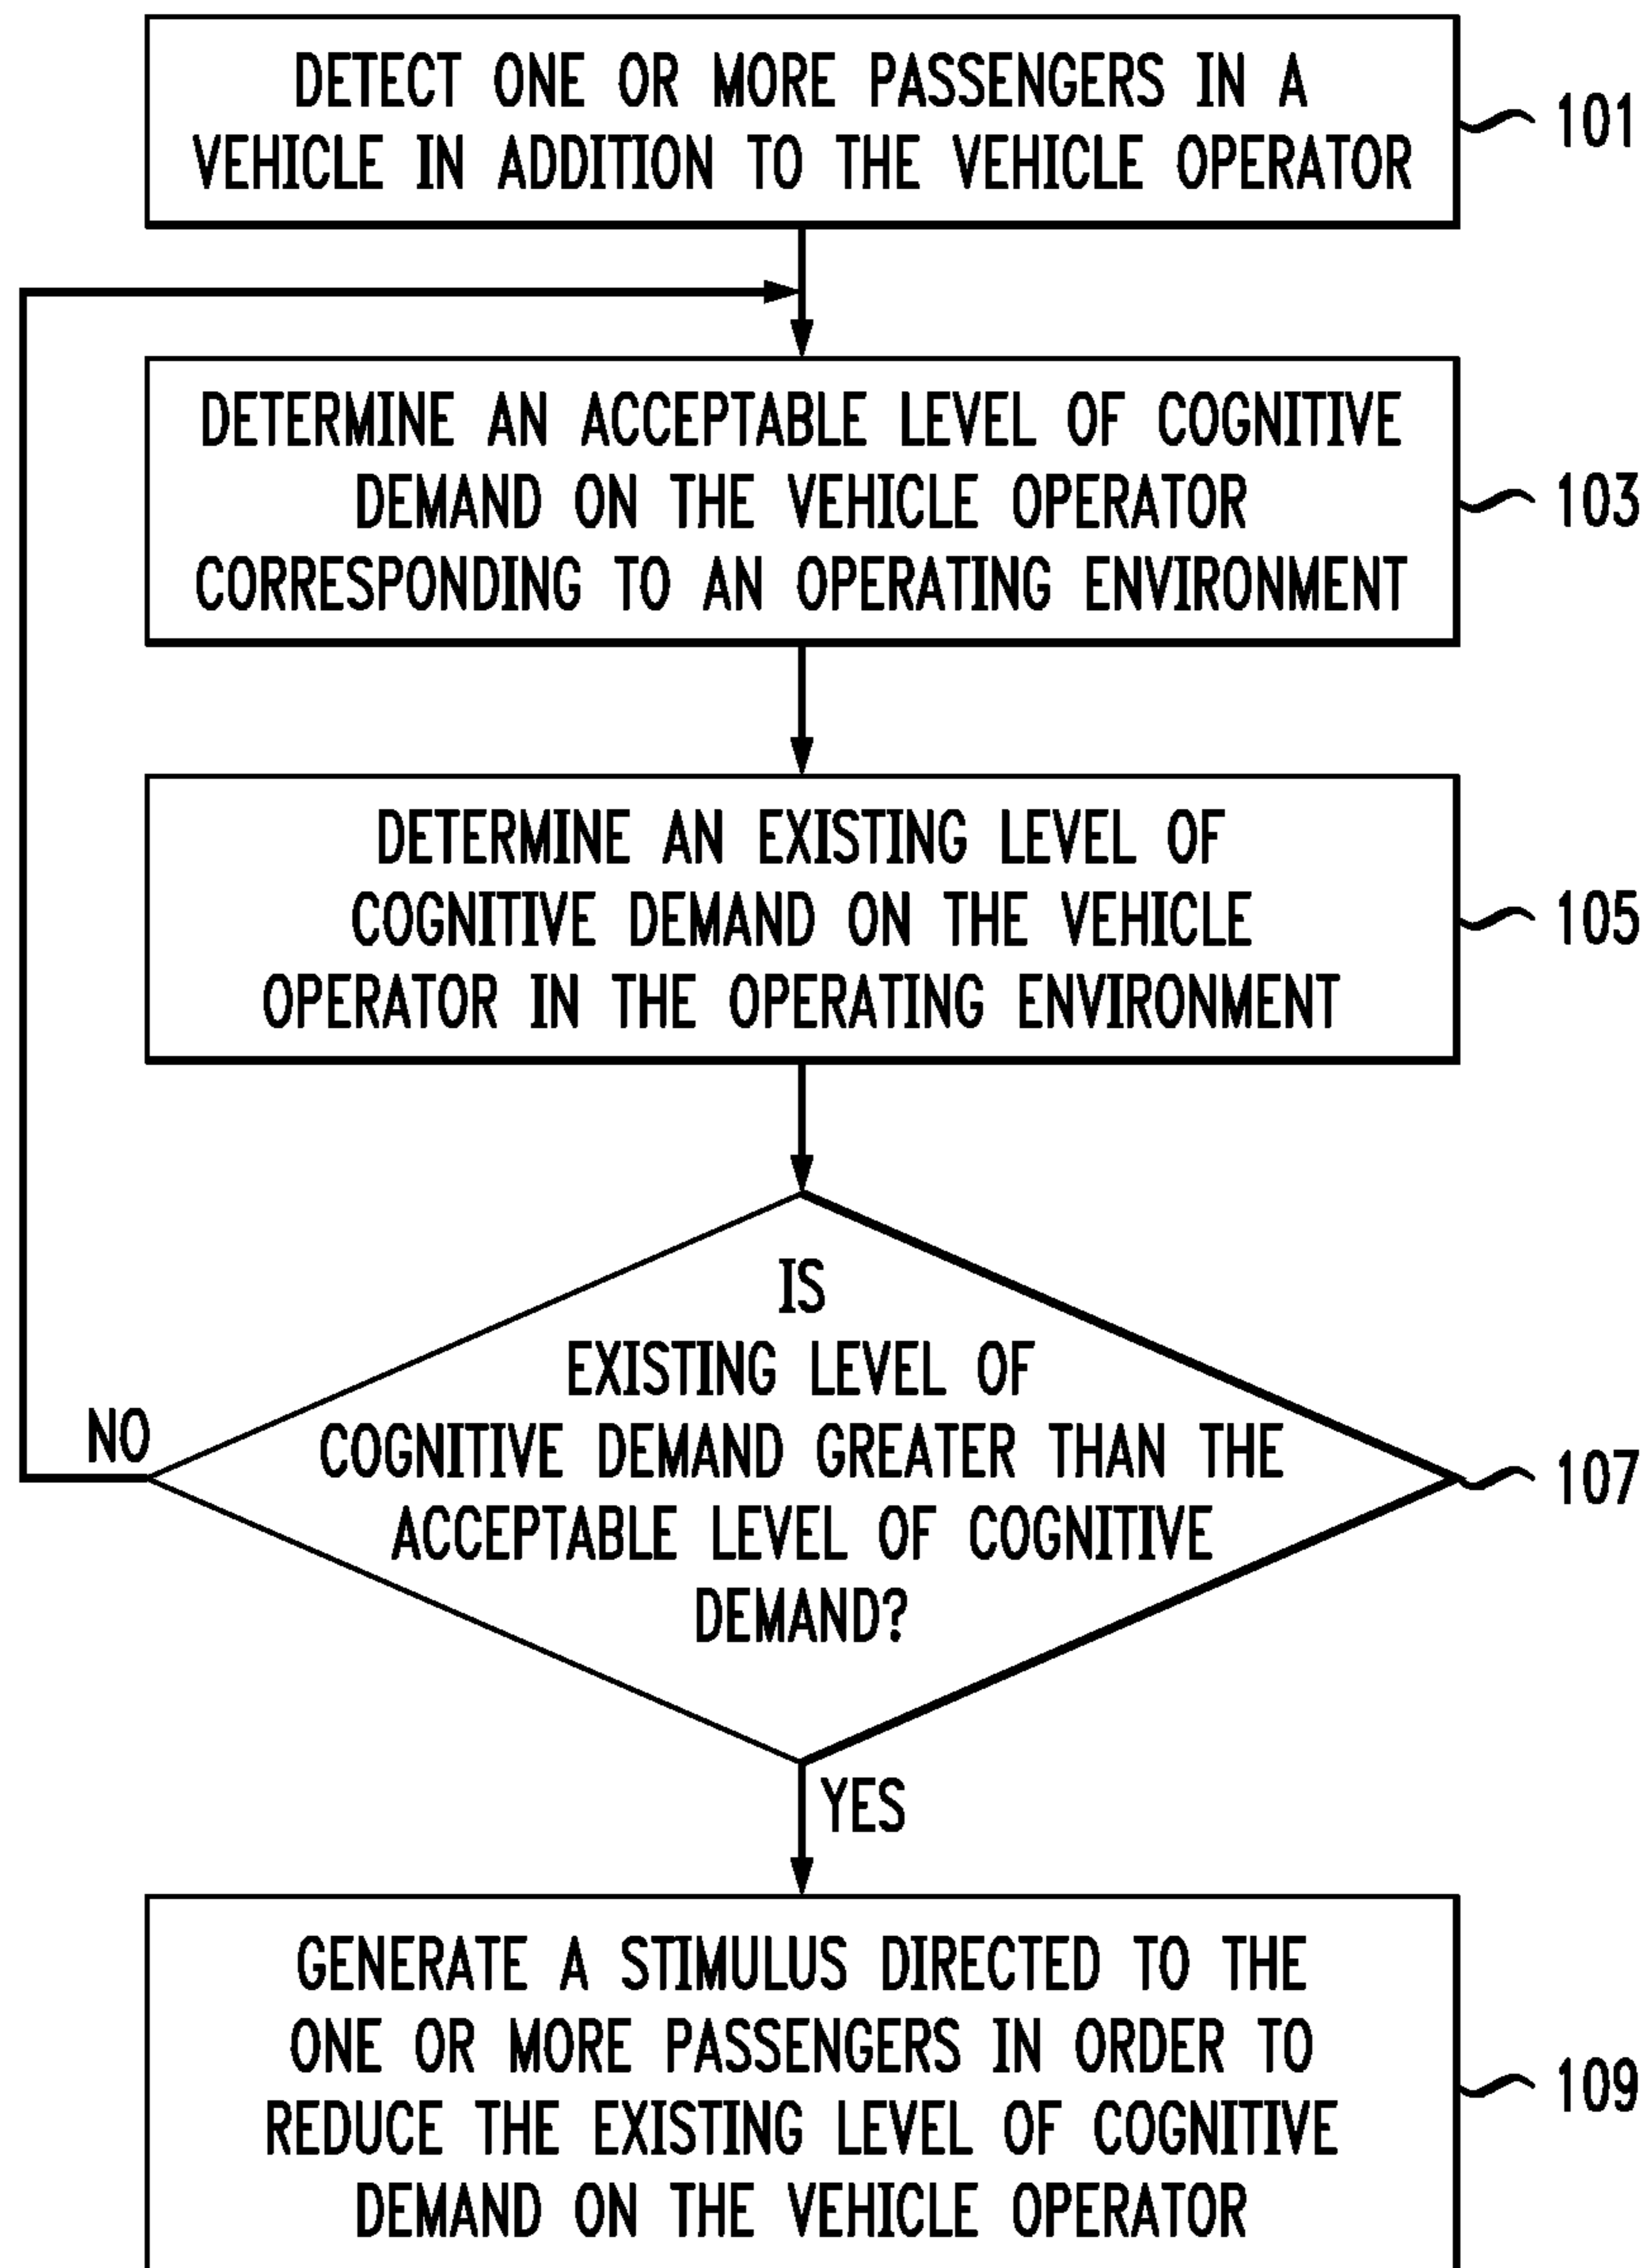 DETECT ONE OR MORE PASSENGERS IN A
VEHICLE IN ADDITION TO THE VEHICLE OPERATOR
101
DETERMINE AN ACCEPTABLE LEVEL OF COGNITIVE
DEMAND ON THE VEHICLE OPERATOR
CORRESPONDING TO AN OPERATING ENVIRONMENT
103
DETERMINE AN EXISTING LEVEL OF
COGNITIVE DEMAND ON THE VEHICLE
OPERATOR IN THE OPERATING ENVIRONMENT
105
IS
EXISTING LEVEL OF
COGNITIVE DEMAND GREATER THAN THE
ACCEPTABLE LEVEL OF COGNITIVE
DEMAND?
NO
107
YES
GENERATE A STIMULUS DIRECTED TO THE
ONE OR MORE PASSENGERS IN ORDER TO
REDUCE THE EXISTING LEVEL OF COGNITIVE
DEMAND ON THE VEHICLE OPERATOR
109